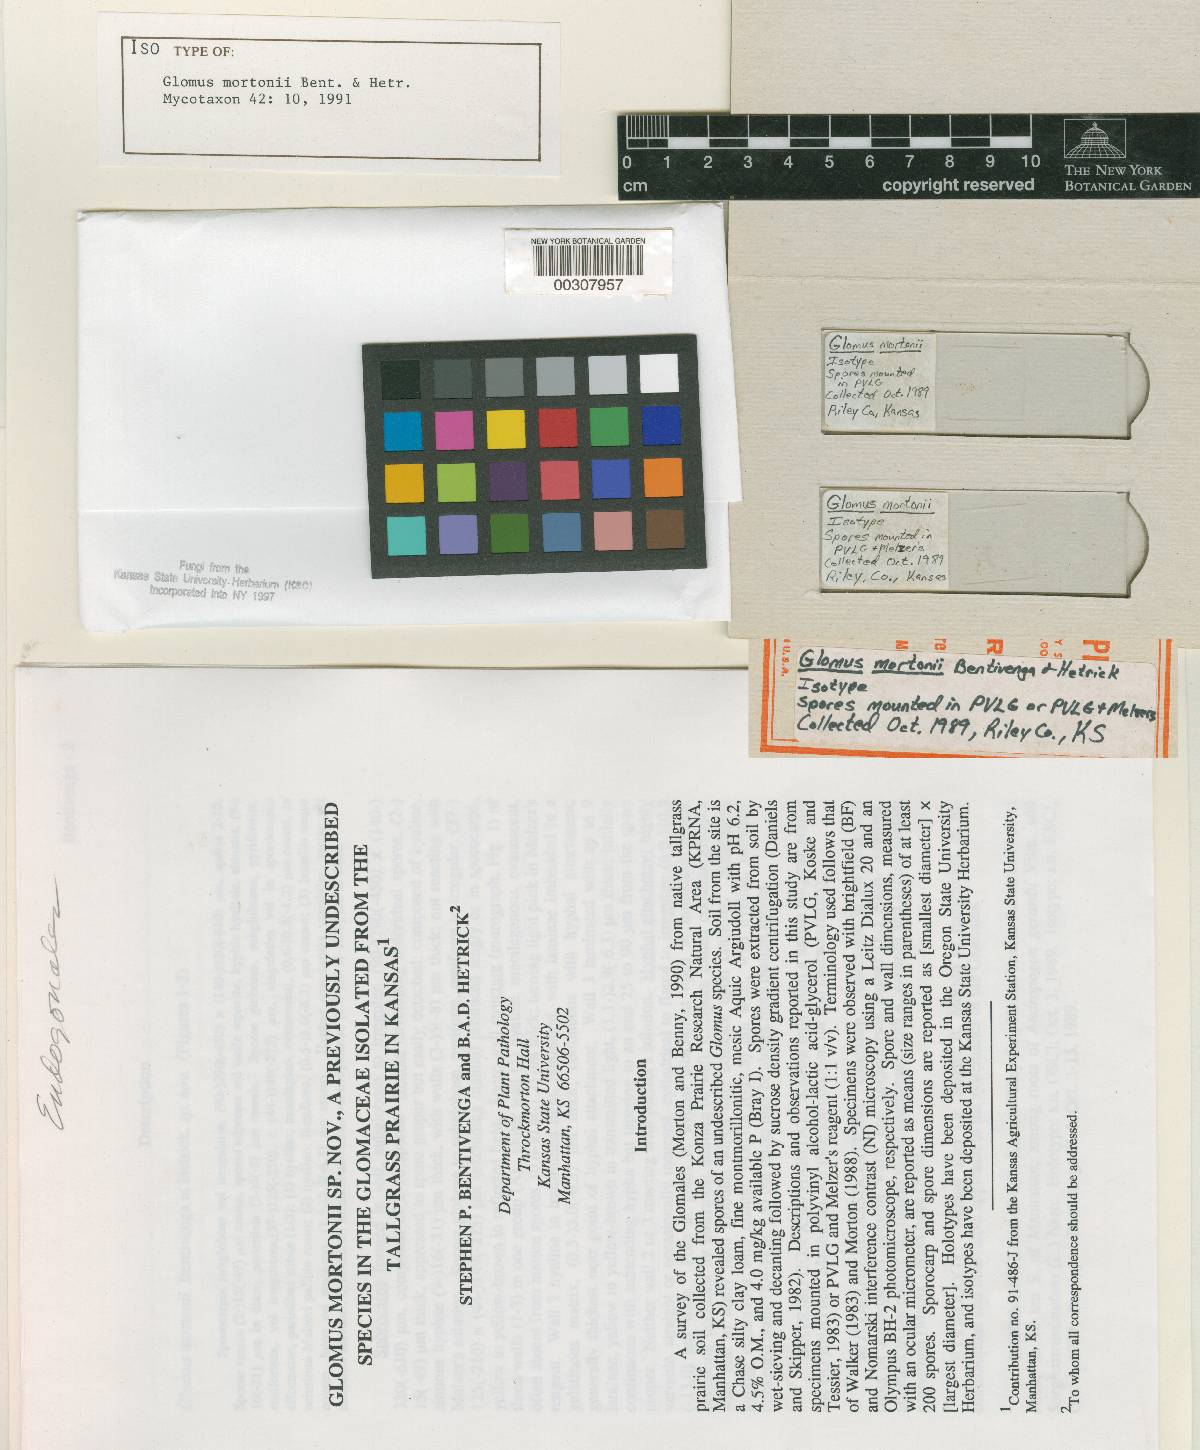 ISO TYPE OF:
Glomus mortonii Bent. & Hetr.
Mycotaxon 42: 10, 1991
0 1 2 3 4 5 6 7 8 9 10
cm
copyright reserved
THE NEW YORK
BOTANICAL GARDEN
NEW YORK BOTANICAL GARDEN
00307957
Fungi from the
Kansas State University Herbarium (KSC)
Incorporated into NY 1997
Glomus mortonii
Isotype
Spores mounted
in PVLG
Collected Oct. 1989
Riley Co, Kansas
Glomus mortonii
Isotype
Spores mounted in
PVLG + Melzer's
Collected Oct. 1989
Riley, Co., Kansas
U.S.A.
Glomus mortonii Bentivenga & Hetrick
Isotype
Spores mounted in PVLG or PVLG + Melzers
Collected Oct. 1989, Riley Co., KS
Endogonales
GLOMUS MORTONII SP. NOV., A PREVIOUSLY UNDESCRIBED
SPECIES IN THE GLOMACEAE ISOLATED FROM THE
TALLGRASS PRAIRIE IN KANSAS1
STEPHEN P. BENTIVENGA and B.A.D. HETRICK2
Department of Plant Pathology
Throckmorton Hall
Kansas State University
Manhattan, KS 66506-5502
Introduction
A survey of the Glomales (Morton and Benny, 1990) from native tallgrass
prairie soil collected from the Konza Prairie Research Natural Area (KPRNA,
Manhattan, KS) revealed spores of an undescribed Glomus species. Soil from the site is
a Chase silty clay loam, fine montmorillonitic, mesic Aquic Argiudoll with pH 6.2,
4.5% O.M., and 4.0 mg/kg available P (Bray I). Spores were extracted from soil by
wet-sieving and decanting followed by sucrose density gradient centrifugation (Daniels
and Skipper, 1982). Descriptions and observations reported in this study are from
specimens mounted in polyvinyl alcohol-lactic acid-glycerol (PVLG, Koske and
Tessier, 1983) or PVLG and Melzer's reagent (1:1 v/v). Terminology used follows that
of Walker (1983) and Morton (1988). Specimens were observed with brightfield (BF)
and Nomarski interference contrast (NI) microscopy using a Leitz Dialux 20 and an
Olympus BH-2 photomicroscope, respectively. Spore and wall dimensions, measured
with an ocular micrometer, are reported as means (size ranges in parentheses) of at least
200 spores. Sporocarp and spore dimensions are reported as [smallest diameter] x
[largest diameter]. Holotypes have been deposited in the Oregon State University
Herbarium, and isotypes have been deposited at the Kansas State University Herbarium.
1Contribution no. 91-486-J from the Kansas Agricultural Experiment Station, Kansas State University,
Manhattan, KS.
2To whom all correspondence should be addressed.